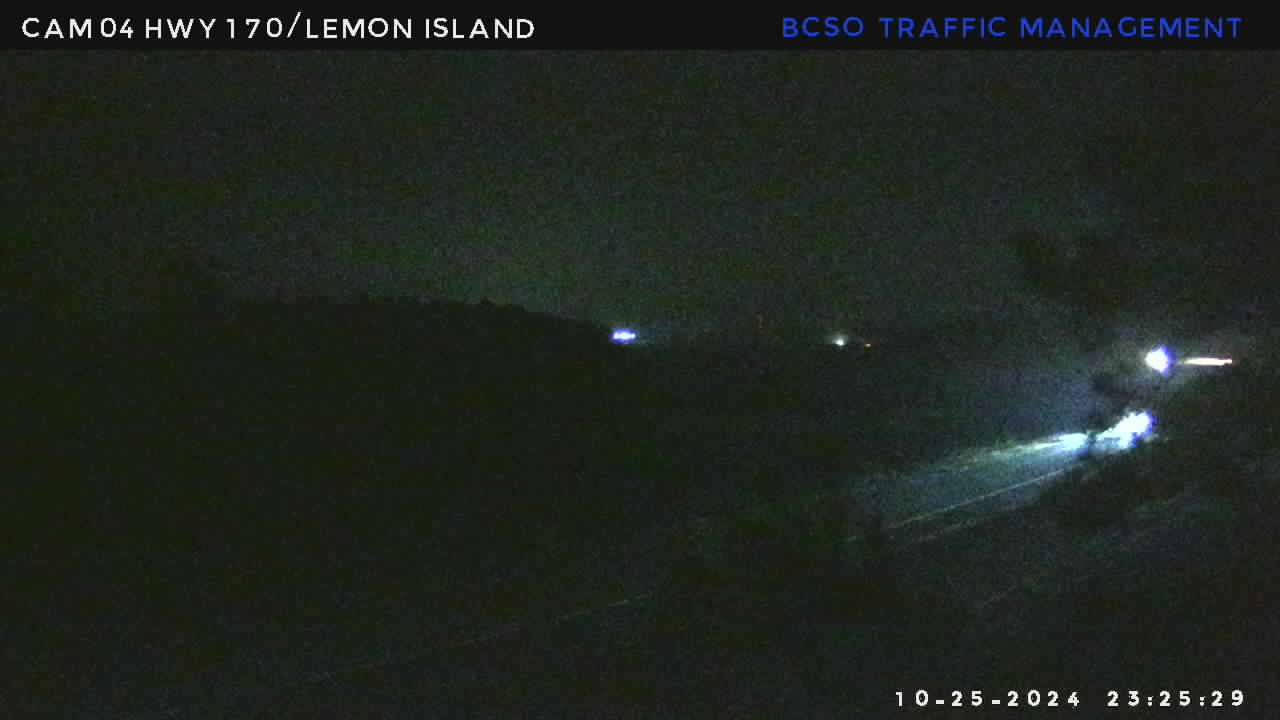 CAM04 HWY 170/LEMON ISLAND
BCSO TRAFFIC MANAGEMENT
10-25-2024 23:25:29